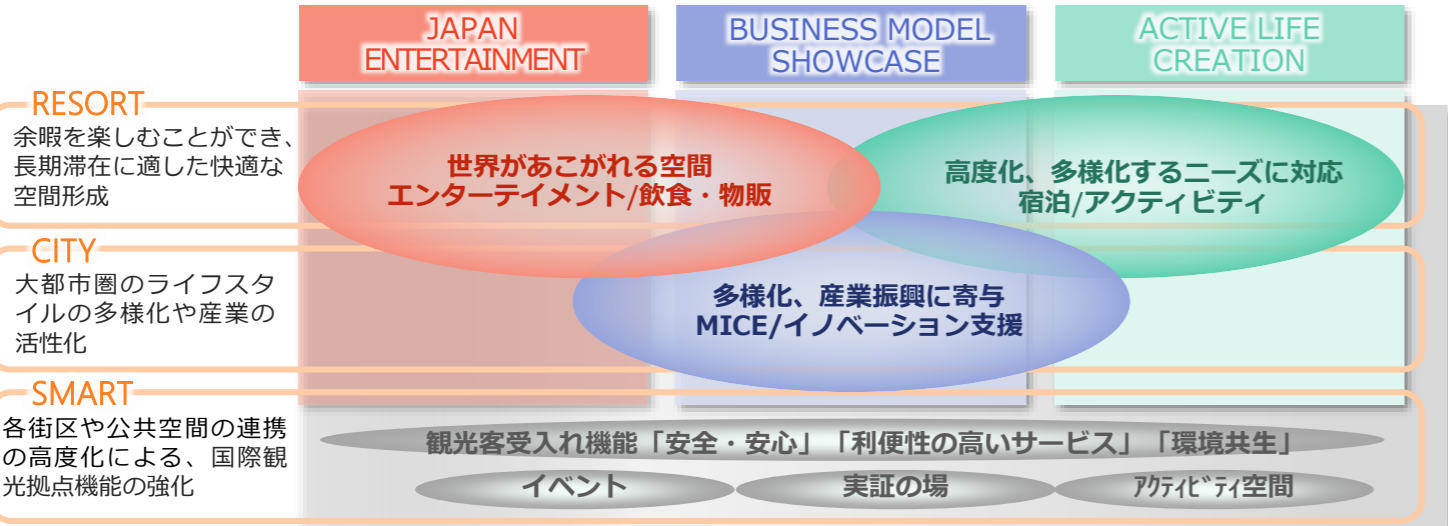 JAPAN
ENTERTAINMENT
BUSINESS MODEL
SHOWCASE
ACTIVE LIFE
CREATION
RESORT
余暇を楽しむことができ、
長期滞在に適した快適な
空間形成
世界があこがれる空間
エンターテイメント/飲食・物販
高度化、多様化するニーズに対応
宿泊/アクティビティ
CITY
大都市圏のライフスタ
イルの多様化や産業の
活性化
多様化、産業振興に寄与
MICE/イノベーション支援
SMART
各街区や公共空間の連携
の高度化による、国際観
光拠点機能の強化
観光客受入れ機能「安全・安心」「利便性の高いサービス」「環境共生」
イベント
実証の場
ｱｸﾃｨﾋﾞﾃｨ空間